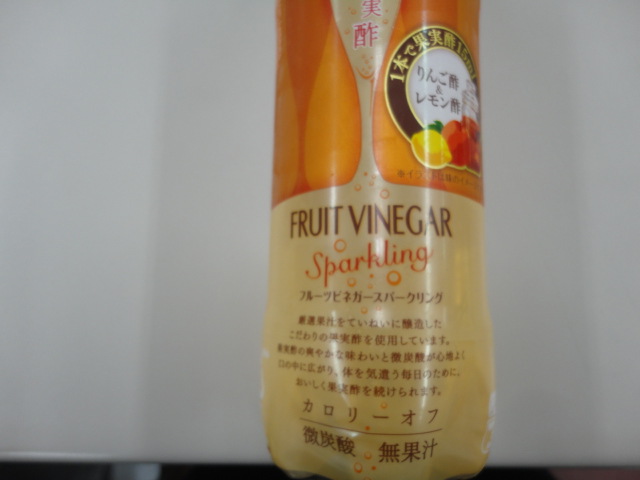 実酢
1本で果実酢15ml
りんご酢
&
レモン酢
FRUIT VINEGAR
Sparkling
フルーツビネガースパークリング
厳選果汁をていねいに醸造した
こだわりの果実酢を使用しています。
果実酢の爽やかな味わいと微炭酸が心地よく
口の中に広がり、体を気遣う毎日のために、
おいしく果実酢を続けられます。
カロリーオフ
微炭酸 無果汁